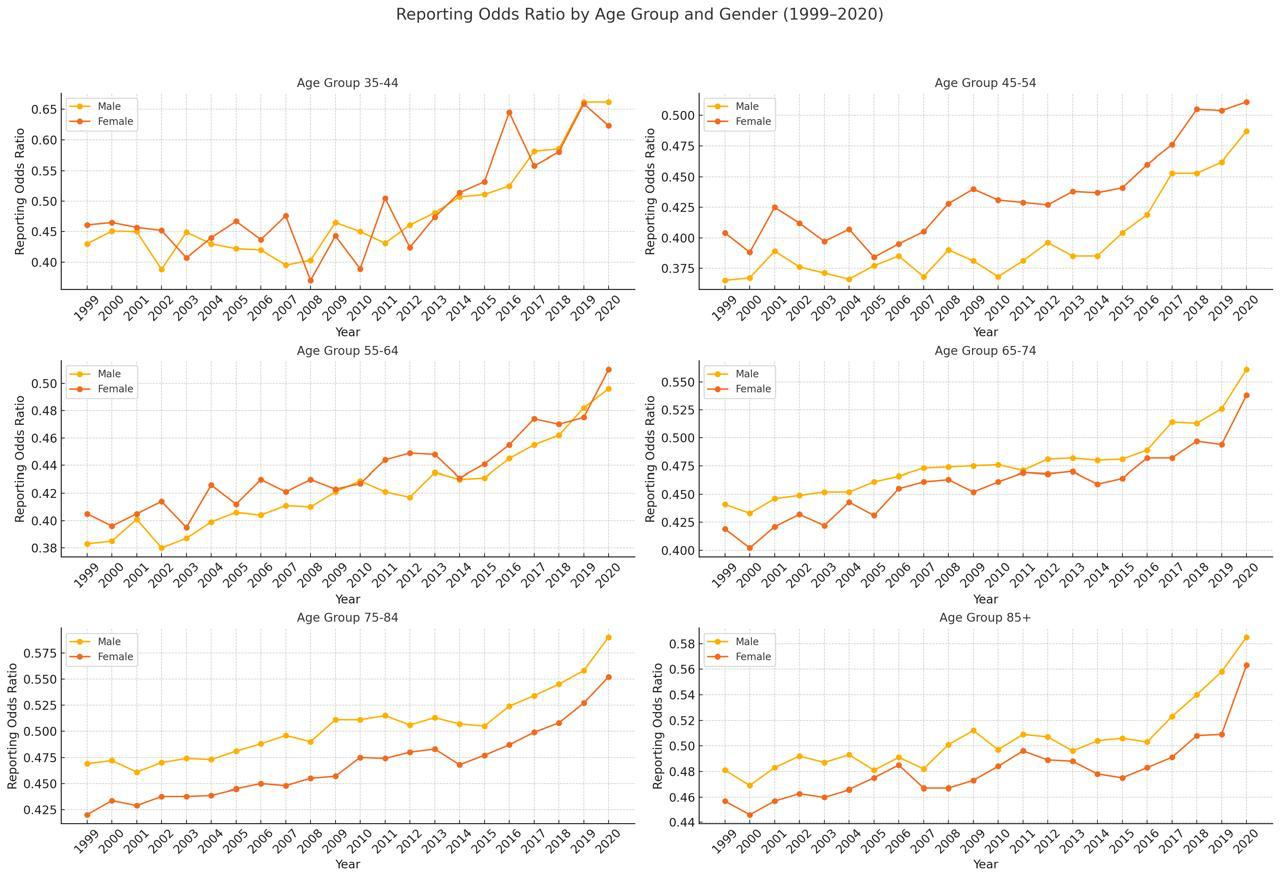 Reporting Odds Ratio by Age Group and Gender (1999–2020)
Age Group 35-44
Male
Female
Reporting Odds Ratio
0.65
0.60
0.55
0.50
0.45
0.40
1999 2000 2001 2002 2003 2004 2005 2006 2007 2008 2009 2010 2011 2012 2013 2014 2015 2016 2017 2018 2019 2020
Year
Age Group 45-54
Male
Female
Reporting Odds Ratio
0.500
0.475
0.450
0.425
0.400
0.375
1999 2000 2001 2002 2003 2004 2005 2006 2007 2008 2009 2010 2011 2012 2013 2014 2015 2016 2017 2018 2019 2020
Year
Age Group 55-64
Male
Female
Reporting Odds Ratio
0.50
0.48
0.46
0.44
0.42
0.40
0.38
1999 2000 2001 2002 2003 2004 2005 2006 2007 2008 2009 2010 2011 2012 2013 2014 2015 2016 2017 2018 2019 2020
Year
Age Group 65-74
Male
Female
Reporting Odds Ratio
0.550
0.525
0.500
0.475
0.450
0.425
0.400
1999 2000 2001 2002 2003 2004 2005 2006 2007 2008 2009 2010 2011 2012 2013 2014 2015 2016 2017 2018 2019 2020
Year
Age Group 75-84
Male
Female
Reporting Odds Ratio
0.575
0.550
0.525
0.500
0.475
0.450
0.425
1999 2000 2001 2002 2003 2004 2005 2006 2007 2008 2009 2010 2011 2012 2013 2014 2015 2016 2017 2018 2019 2020
Year
Age Group 85+
Male
Female
Reporting Odds Ratio
0.58
0.56
0.54
0.52
0.50
0.48
0.46
0.44
1999 2000 2001 2002 2003 2004 2005 2006 2007 2008 2009 2010 2011 2012 2013 2014 2015 2016 2017 2018 2019 2020
Year